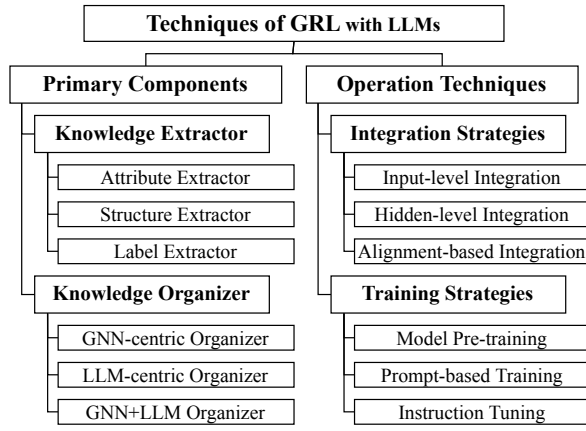 Techniques of GRL with LLMs
Primary Components
Knowledge Extractor
Attribute Extractor
Structure Extractor
Label Extractor
Knowledge Organizer
GNN-centric Organizer
LLM-centric Organizer
GNN+LLM Organizer
Operation Techniques
Integration Strategies
Input-level Integration
Hidden-level Integration
Alignment-based Integration
Training Strategies
Model Pre-training
Prompt-based Training
Instruction Tuning